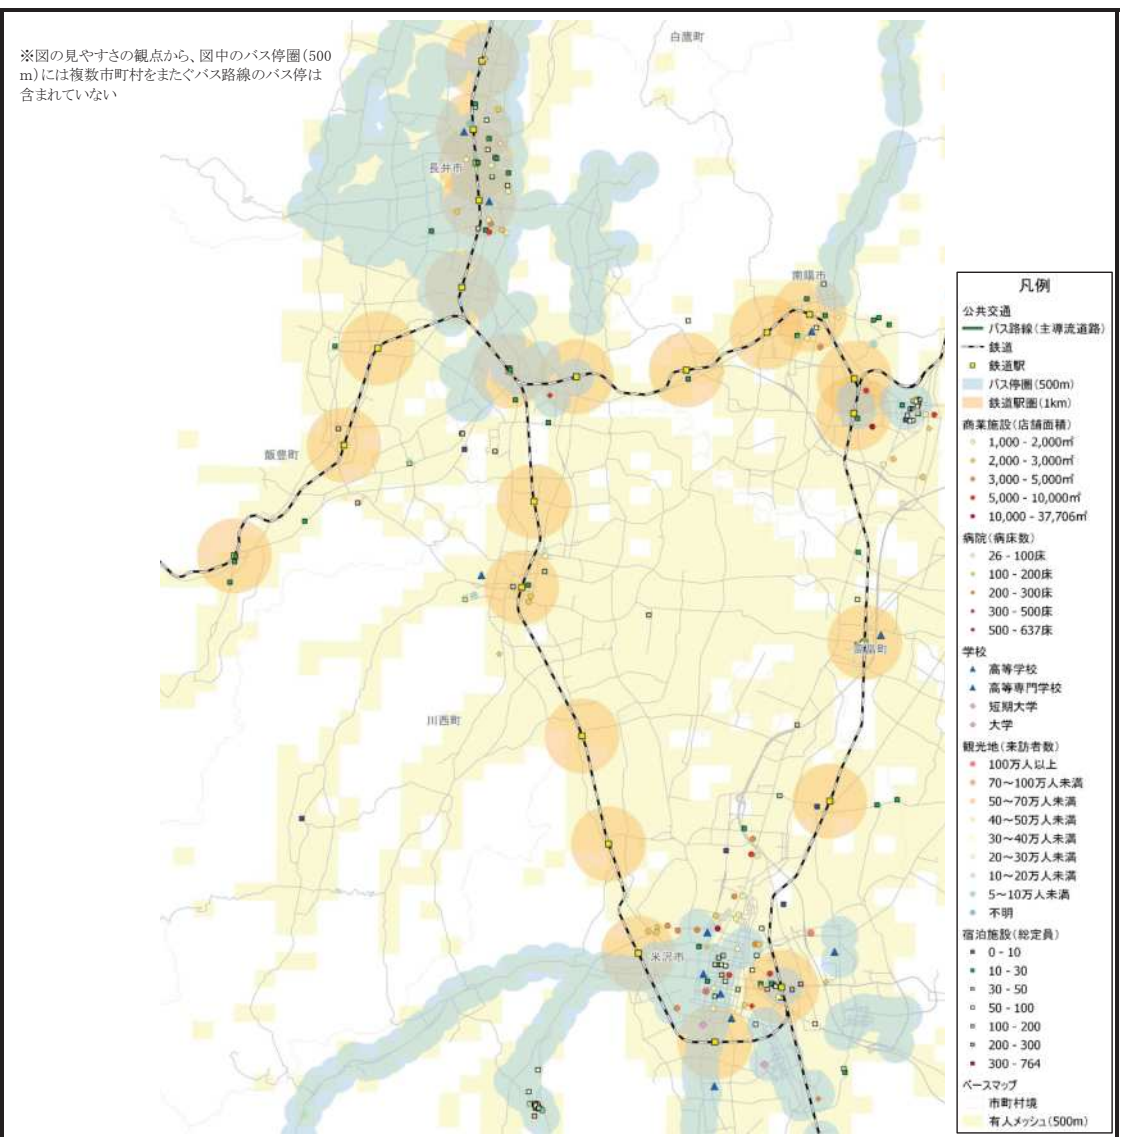 ※図の見やすさの観点から、図中のバス停圏(500
m)には複数市町村をまたぐバス路線のバス停は
含まれていない
白鷹町
長井市
南陽市
飯豊町
高畠町
川西町
米沢市
凡例
公共交通
バス路線(主導流道路)
鉄道
鉄道駅
バス停圏(500m)
鉄道駅圏(1km)
商業施設(店舗面積)
1,000 - 2,000㎡
2,000 - 3,000㎡
3,000 - 5,000㎡
5,000 - 10,000㎡
10,000 - 37,706㎡
病院(病床数)
26 - 100床
100 - 200床
200 - 300床
300 - 500床
500 - 637床
学校
高等学校
高等専門学校
短期大学
大学
観光地(来訪者数)
100万人以上
70～100万人未満
50～70万人未満
40～50万人未満
30～40万人未満
20～30万人未満
10～20万人未満
5～10万人未満
不明
宿泊施設(総定員)
0 - 10
10 - 30
30 - 50
50 - 100
100 - 200
200 - 300
300 - 764
ベースマップ
市町村境
有人メッシュ(500m)